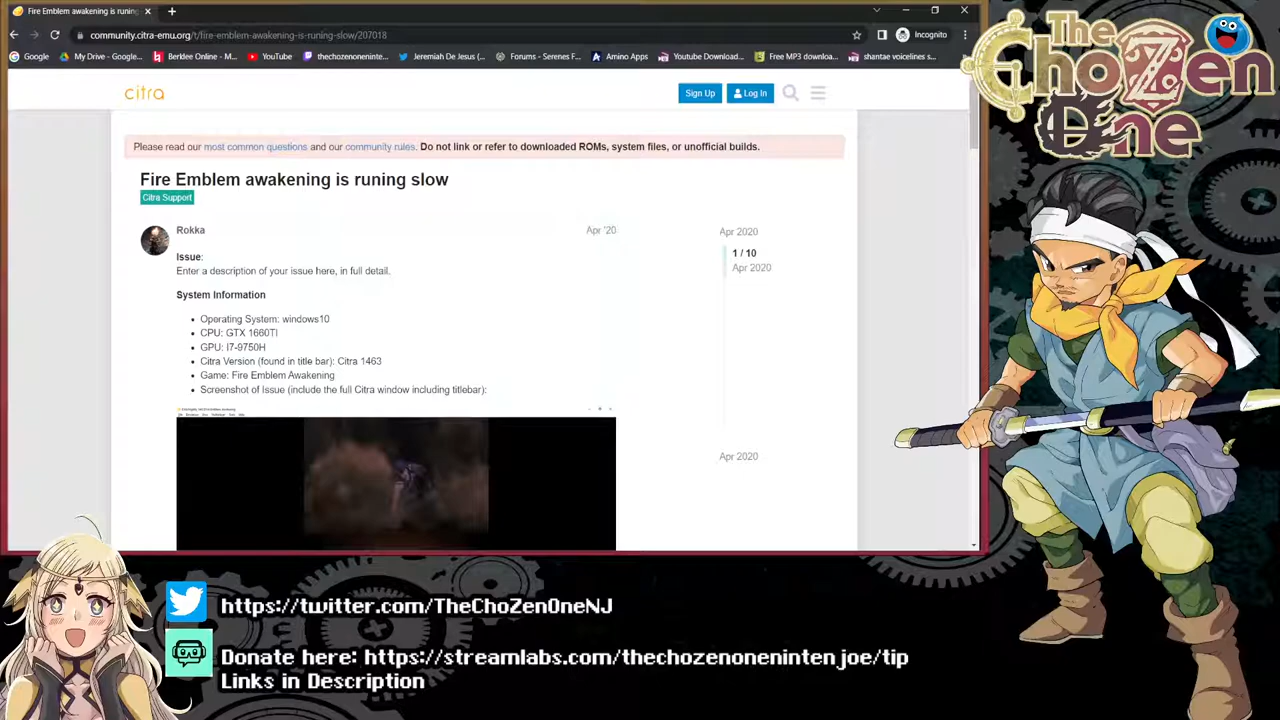 Fire Emblem awakening is runing
community.citra-emu.org/t/fire-emblem-awakening-is-runing-slow/207018
Incognito
Google
My Drive - Google...
Berklee Online - M...
YouTube
thechozenoneninte...
Jeremiah De Jesus (...
Forums - Serenes F...
Amino Apps
Youtube Download...
Free MP3 downloa...
shantae voicelines s...
citra
Sign Up
Log In
Please read our most common questions and our community rules. Do not link or refer to downloaded ROMs, system files, or unofficial builds.
Fire Emblem awakening is runing slow
Citra Support
Rokka
Apr '20
Issue:
Enter a description of your issue here, in full detail.
System Information
Operating System: windows10
CPU: GTX 1660TI
GPU: I7-9750H
Citra Version (found in title bar): Citra 1463
Game: Fire Emblem Awakening
Screenshot of Issue (include the full Citra window including titlebar):
Apr 2020
1 / 10
Apr 2020
Apr 2020
The
ChoZen
One
https://twitter.com/TheChoZenOneNJ
Donate here: https://streamlabs.com/thechozenonenintenjoe/tip
Links in Description